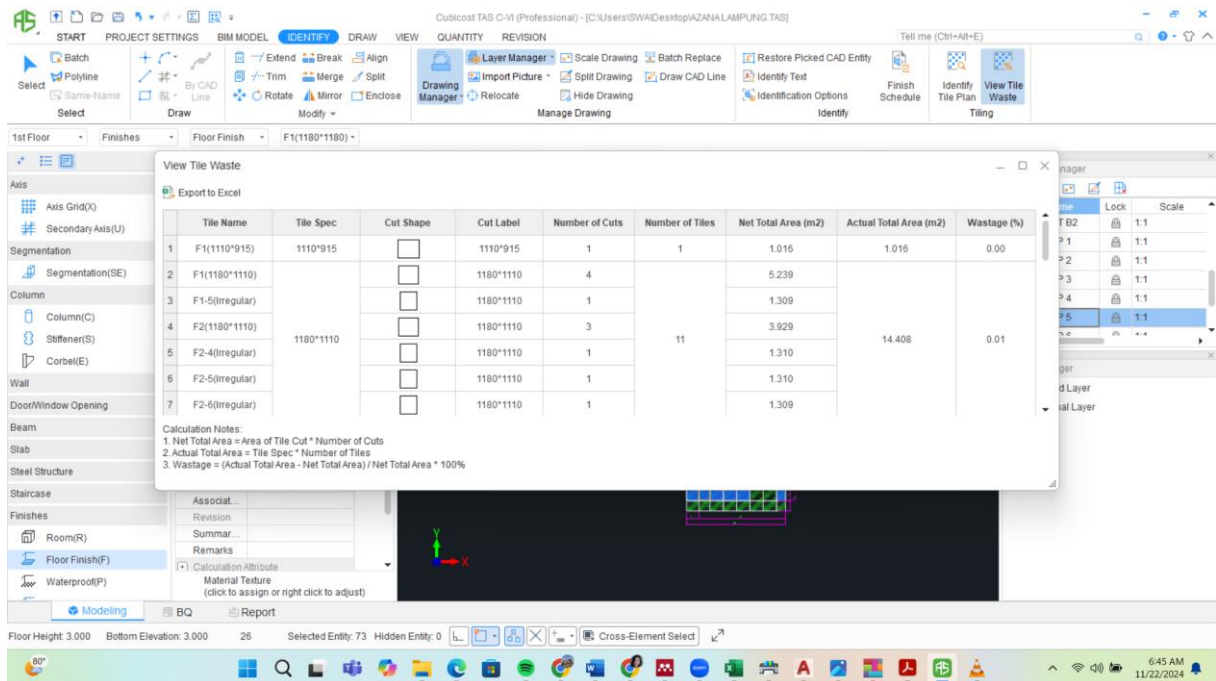 Cubicost TAS C-VI (Professional) - [C:\Users\SWA\Desktop\AZANA LAMPUNG.TAS]
START PROJECT SETTINGS BIM MODEL IDENTIFY DRAW VIEW QUANTITY REVISION Tell me (Ctrl+Alt+E)
Select
Batch
Polyline
Same-Name
Select
By CAD Line
Draw
Extend Break Align
Trim Merge Split
Rotate Mirror Enclose
Modify
Drawing Manager
Layer Manager Scale Drawing Batch Replace
Import Picture Split Drawing Draw CAD Line
Relocate Hide Drawing
Manage Drawing
Restore Picked CAD Entity
Identify Text
Identification Options
Finish Schedule
Identify
Identify Tile Plan
View Tile Waste
Tiling
1st Floor Finishes Floor Finish F1(1180*1180)
Axis
Axis Grid(X)
Secondary Axis(U)
Segmentation
Segmentation(SE)
Column
Column(C)
Stiffener(S)
Corbel(E)
Wall
Door/Window Opening
Beam
Slab
Steel Structure
Staircase
Finishes
Room(R)
Floor Finish(F)
Waterproof(P)
View Tile Waste
Export to Excel
Tile Name Tile Spec Cut Shape Cut Label Number of Cuts Number of Tiles Net Total Area (m2) Actual Total Area (m2) Wastage (%)
1 F1(1110*915) 1110*915 1110*915 1 1 1.016 1.016 0.00
2 F1(1180*1110) 1180*1110 4 5.239
3 F1-5(Irregular) 1180*1110 1 1.309
4 F2(1180*1110) 1180*1110 3 3.929
1180*1110 11 14.408 0.01
5 F2-4(Irregular) 1180*1110 1 1.310
6 F2-5(Irregular) 1180*1110 1 1.310
7 F2-6(Irregular) 1180*1110 1 1.309
Calculation Notes:
1. Net Total Area = Area of Tile Cut * Number of Cuts
2. Actual Total Area = Tile Spec * Number of Tiles
3. Wastage = (Actual Total Area - Net Total Area) / Net Total Area * 100%
Lock Scale
T B2 1:1
P 1 1:1
P 2 1:1
P 3 1:1
P 4 1:1
P 5 1:1
Associat...
Revision
Summar...
Remarks
Calculation Attribute
Material Texture
(click to assign or right click to adjust)
Y
X
Modeling BQ Report
Floor Height: 3.000 Bottom Elevation: 3.000 26 Selected Entity: 73 Hidden Entity: 0 Cross-Element Select
80°
6:45 AM
11/22/2024